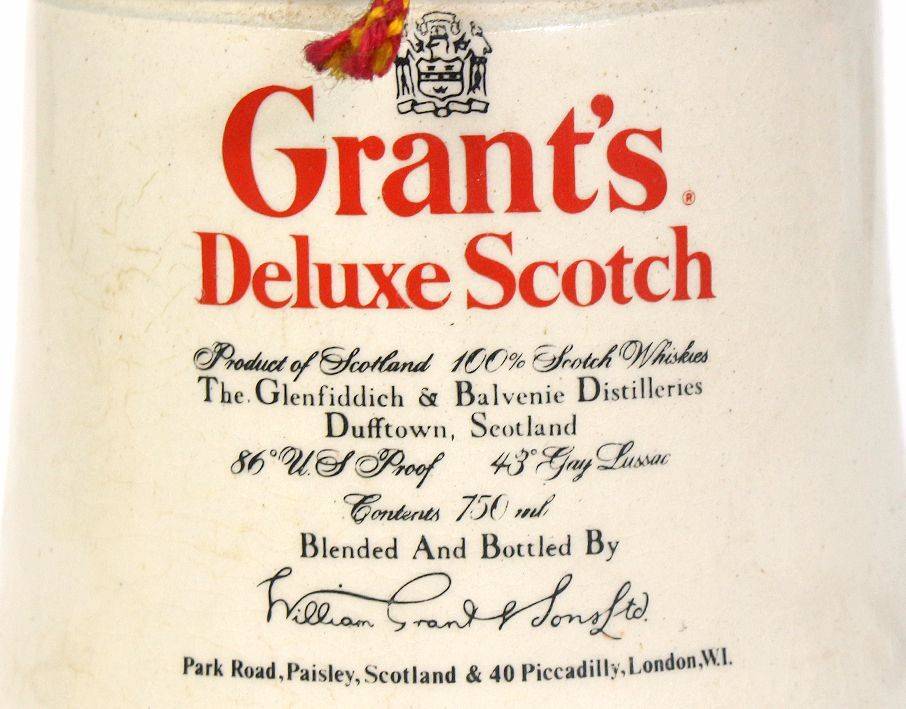 Grant's®
Deluxe Scotch
Product of Scotland 100% Scotch Whiskies
The Glenfiddich & Balvenie Distilleries
Dufftown, Scotland
86° U.S Proof 43° Gay Lussac
Contents 750 ml
Blended And Bottled By
William Grant & Sons Ltd.
Park Road, Paisley, Scotland & 40 Piccadilly, London, W.I.